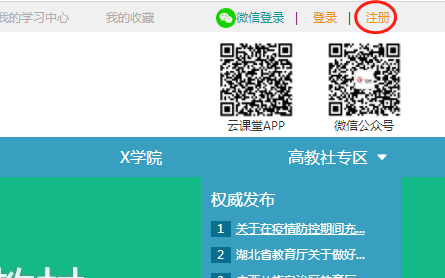 我的学习中心 我的收藏 微信登录 | 登录 | 注册
云课堂APP 微信公众号
X学院 高教社专区
权威发布
1 关于在疫情防控期间充...
2 湖北省教育厅关于做好...
3